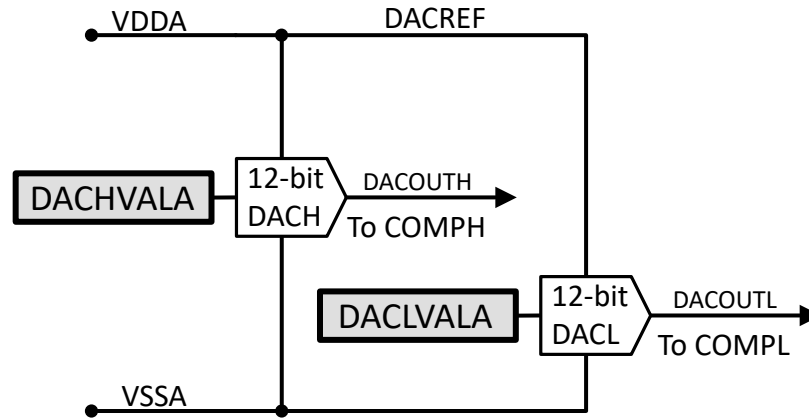 VDDA
DACREF
DACHVALA
12-bit
DACH
DACOUTH
To COMPH
DACLVALA
12-bit
DACL
DACOUTL
To COMPL
VSSA